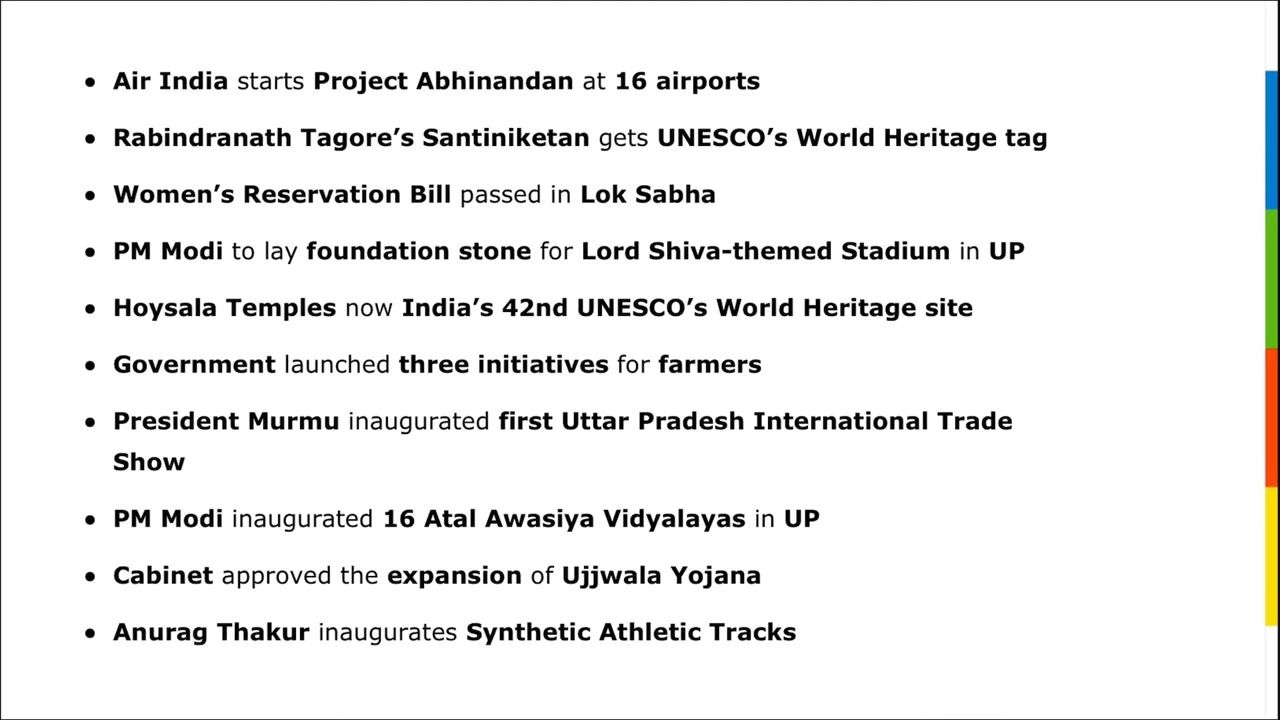 • Air India starts Project Abhinandan at 16 airports
• Rabindranath Tagore’s Santiniketan gets UNESCO’s World Heritage tag
• Women’s Reservation Bill passed in Lok Sabha
• PM Modi to lay foundation stone for Lord Shiva-themed Stadium in UP
• Hoysala Temples now India’s 42nd UNESCO’s World Heritage site
• Government launched three initiatives for farmers
• President Murmu inaugurated first Uttar Pradesh International Trade
Show
• PM Modi inaugurated 16 Atal Awasiya Vidyalayas in UP
• Cabinet approved the expansion of Ujjwala Yojana
• Anurag Thakur inaugurates Synthetic Athletic Tracks